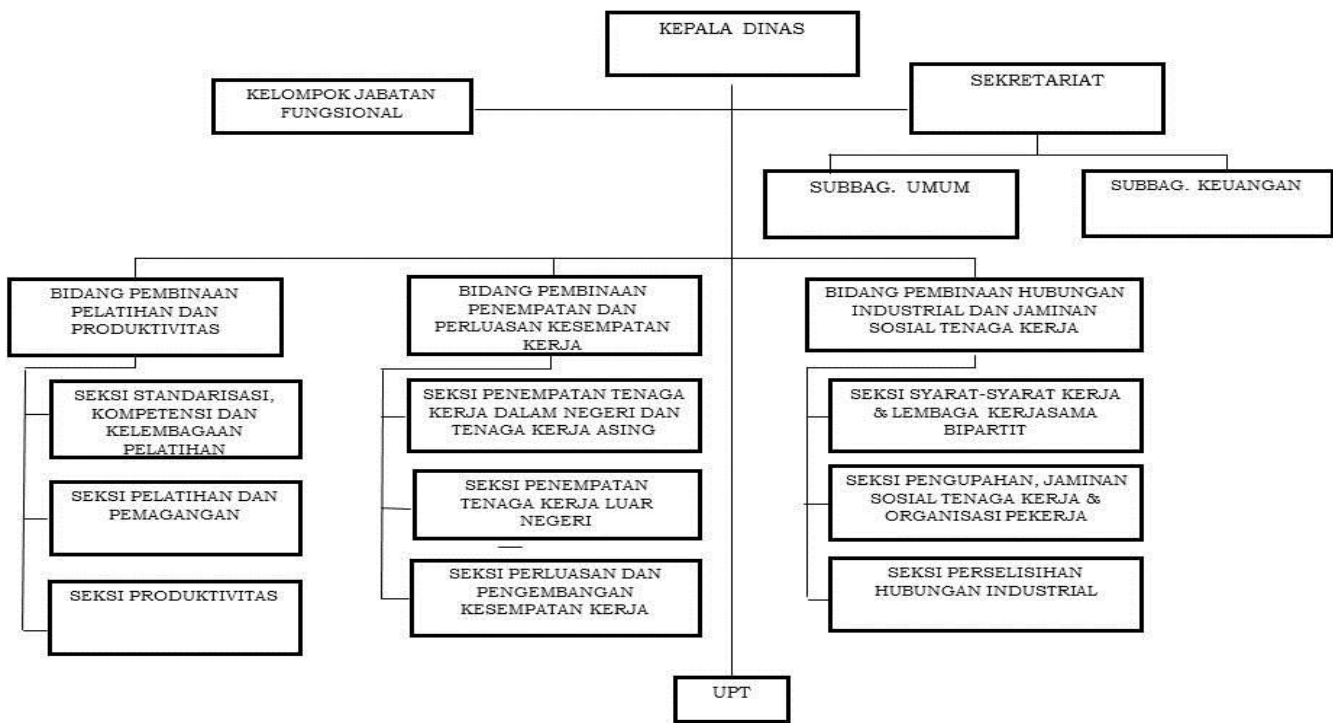 KEPALA DINAS
KELOMPOK JABATAN
FUNGSIONAL
SEKRETARIAT
SUBBAG. UMUM
SUBBAG. KEUANGAN
BIDANG PEMBINAAN
PELATIHAN DAN
PRODUKTIVITAS
BIDANG PEMBINAAN
PENEMPATAN DAN
PERLUASAN KESEMPATAN
KERJA
BIDANG PEMBINAAN HUBUNGAN
INDUSTRIAL DAN JAMINAN
SOSIAL TENAGA KERJA
SEKSI STANDARISASI,
KOMPETENSI DAN
KELEMBAGAAN
PELATIHAN
SEKSI PELATIHAN DAN
PEMAGANGAN
SEKSI PRODUKTIVITAS
SEKSI PENEMPATAN TENAGA
KERJA DALAM NEGERI DAN
TENAGA KERJA ASING
SEKSI PENEMPATAN
TENAGA KERJA LUAR
NEGERI
SEKSI PERLUASAN DAN
PENGEMBANGAN
KESEMPATAN KERJA
SEKSI SYARAT-SYARAT KERJA
& LEMBAGA KERJASAMA
BIPARTIT
SEKSI PENGUPAHAN, JAMINAN
SOSIAL TENAGA KERJA &
ORGANISASI PEKERJA
SEKSI PERSELISIHAN
HUBUNGAN INDUSTRIAL
UPT